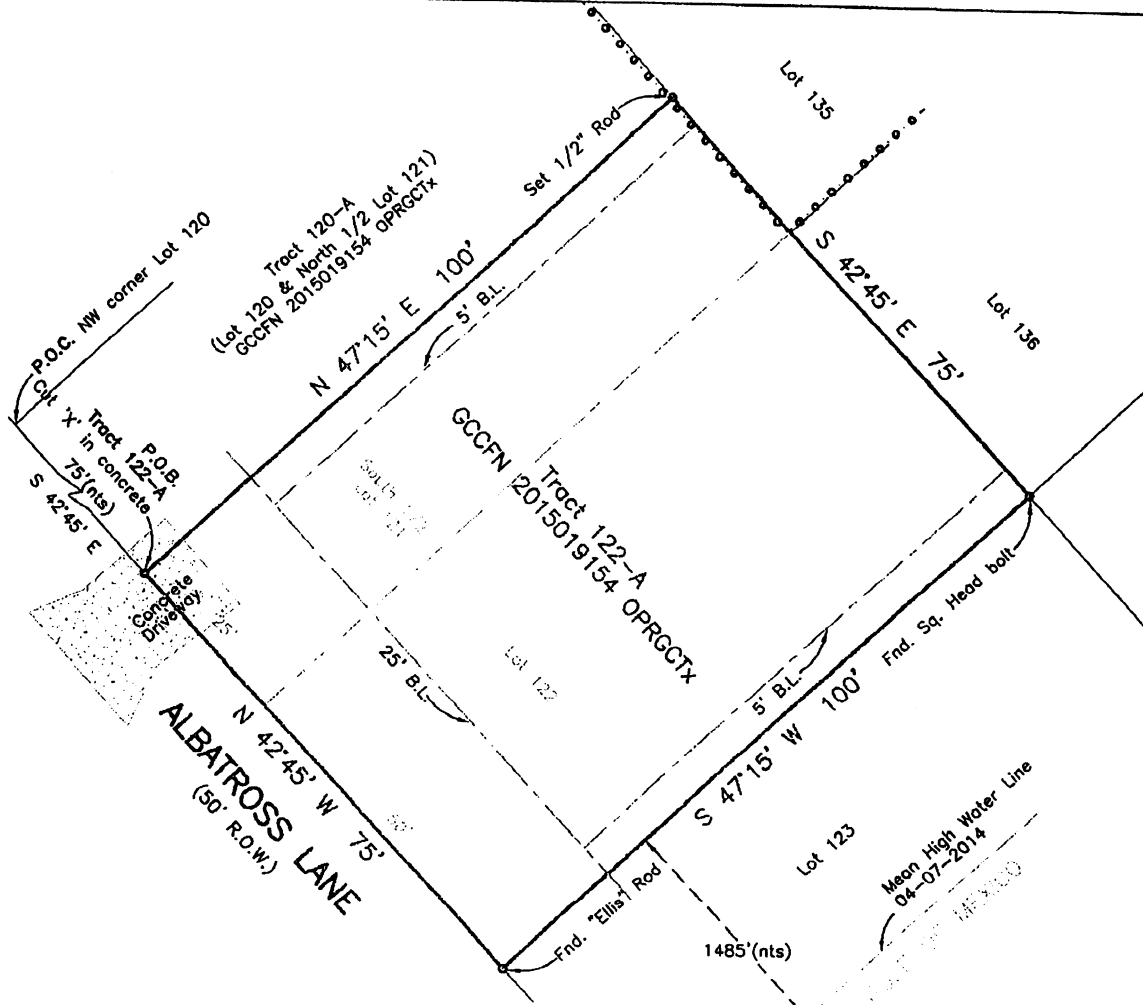 Lot 135
Set 1/2" Rod
Tract 120-A
(Lot 120 & North 1/2 Lot 121)
GCCFN 2015019154 OPRGCTx
P.O.C. NW corner Lot 120
N 47°15' E 100'
5' B.L.
S 42°45' E 75'
Lot 136
P.O.B.
Tract 122-A
Cut 'X' in concrete
75'(nts)
S 42°45' E
Tract 122-A
GCCFN 2015019154 OPRGCTx
Concrete
Driveway
25'
25' B.L.
Lot 122
5' B.L.
Fnd. Sq. Head bolt
S 47°15' W 100'
N 42°45' W 75'
ALBATROSS LANE
(50' R.O.W.)
50'
Fnd. "Ellis" Rod
Lot 123
Mean High Water Line
04-07-2014
MEXICO
1485'(nts)